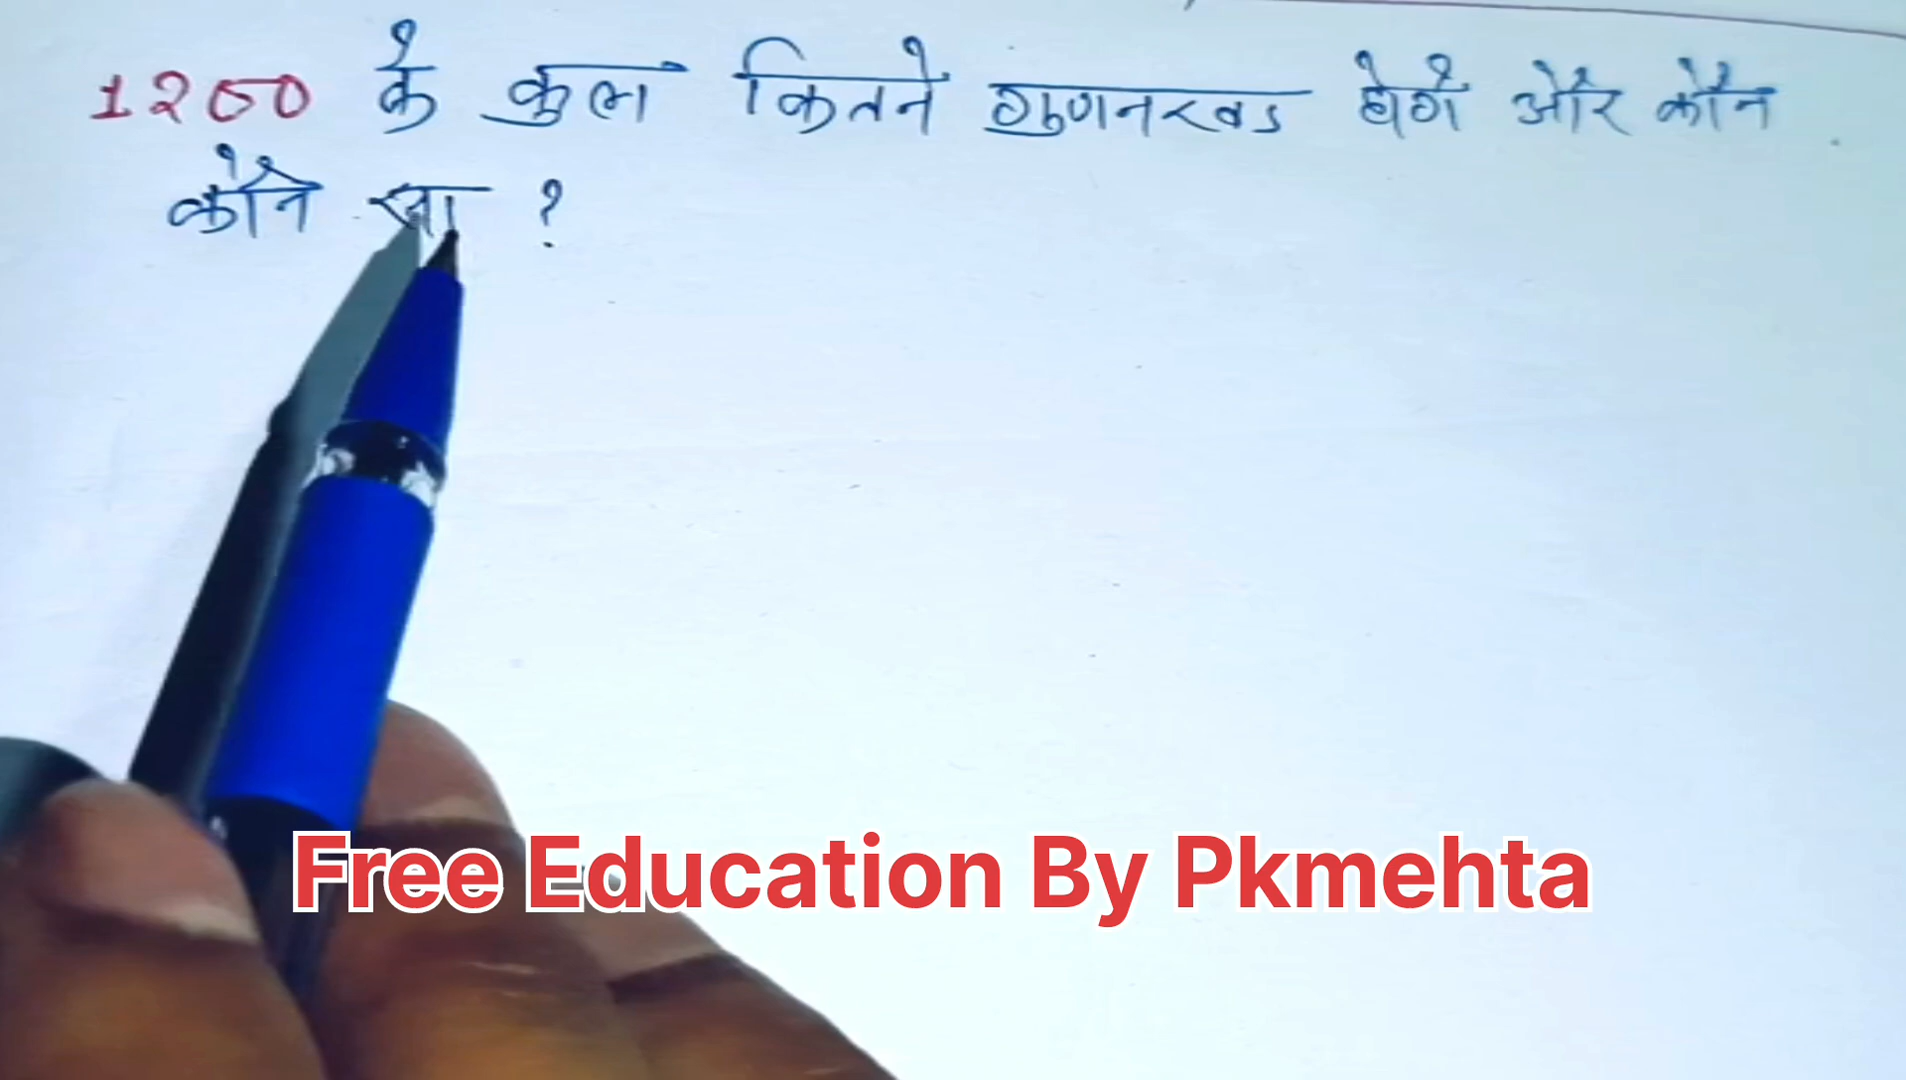 1200 के कुल कितने गुणनखंड होगें और कौन
कौन सा ?
Free Education By Pkmehta